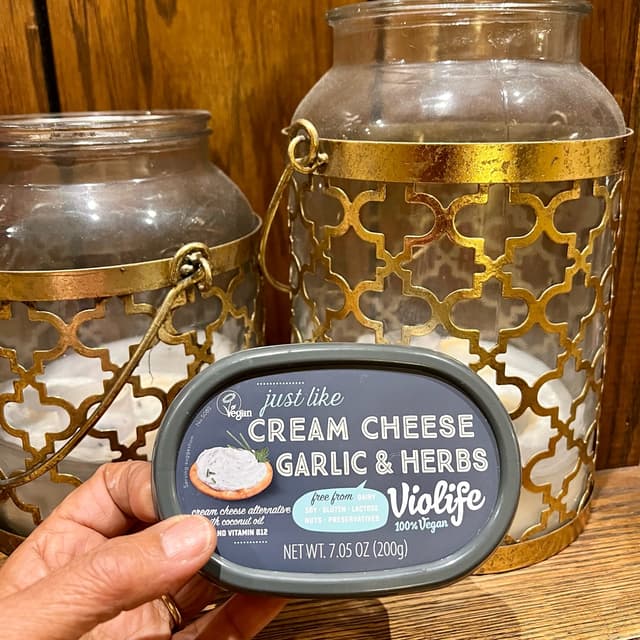 just like
Vegan
CREAM CHEESE
GARLIC & HERBS
free from DAIRY
SOY · GLUTEN · LACTOSE
NUTS · PRESERVATIVES
Violife
100% Vegan
cream cheese alternative
with coconut oil
ND VITAMIN B12
NET WT. 7.05 OZ (200g)